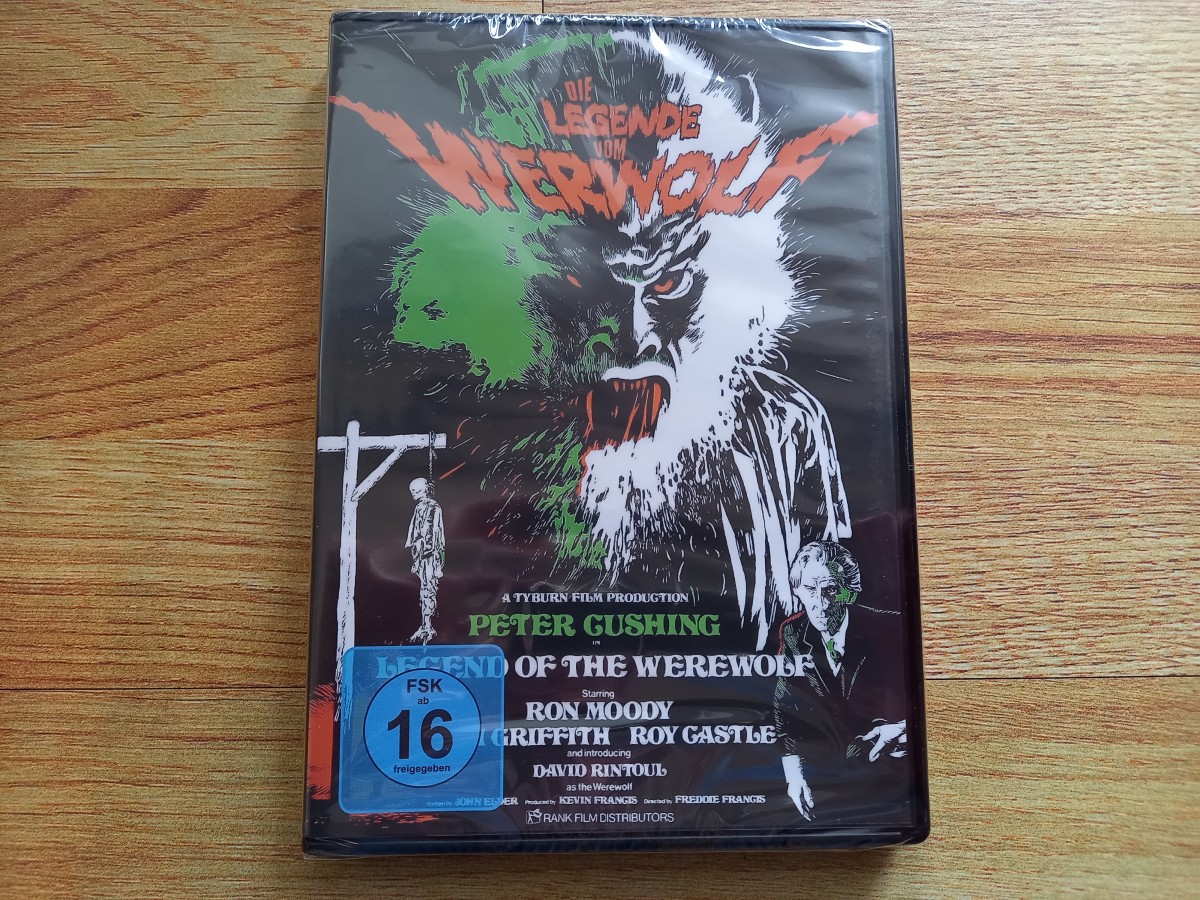 DIE
LEGENDE
VOM
WERWOLF
A TYBURN FILM PRODUCTION
PETER CUSHING
IN
LEGEND OF THE WEREWOLF
Starring
RON MOODY
GRIFFITH ROY CASTLE
and introducing
DAVID RINTOUL
as the Werewolf
Written by JOHN ELDER Produced by KEVIN FRANCIS Directed by FREDDIE FRANCIS
RANK FILM DISTRIBUTORS
FSK
ab
16
freigegeben